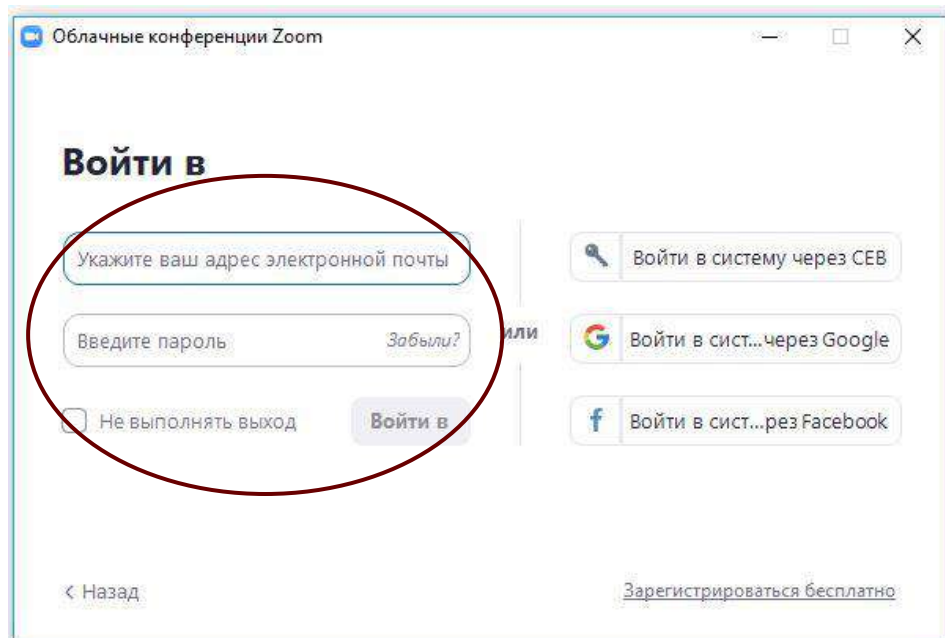 Облачные конференции Zoom
Войти в
Укажите ваш адрес электронной почты
Введите пароль Забыли?
Не выполнять выход Войти в
или
Войти в систему через СЕВ
Войти в сист...через Google
Войти в сист...рез Facebook
< Назад
Зарегистрироваться бесплатно